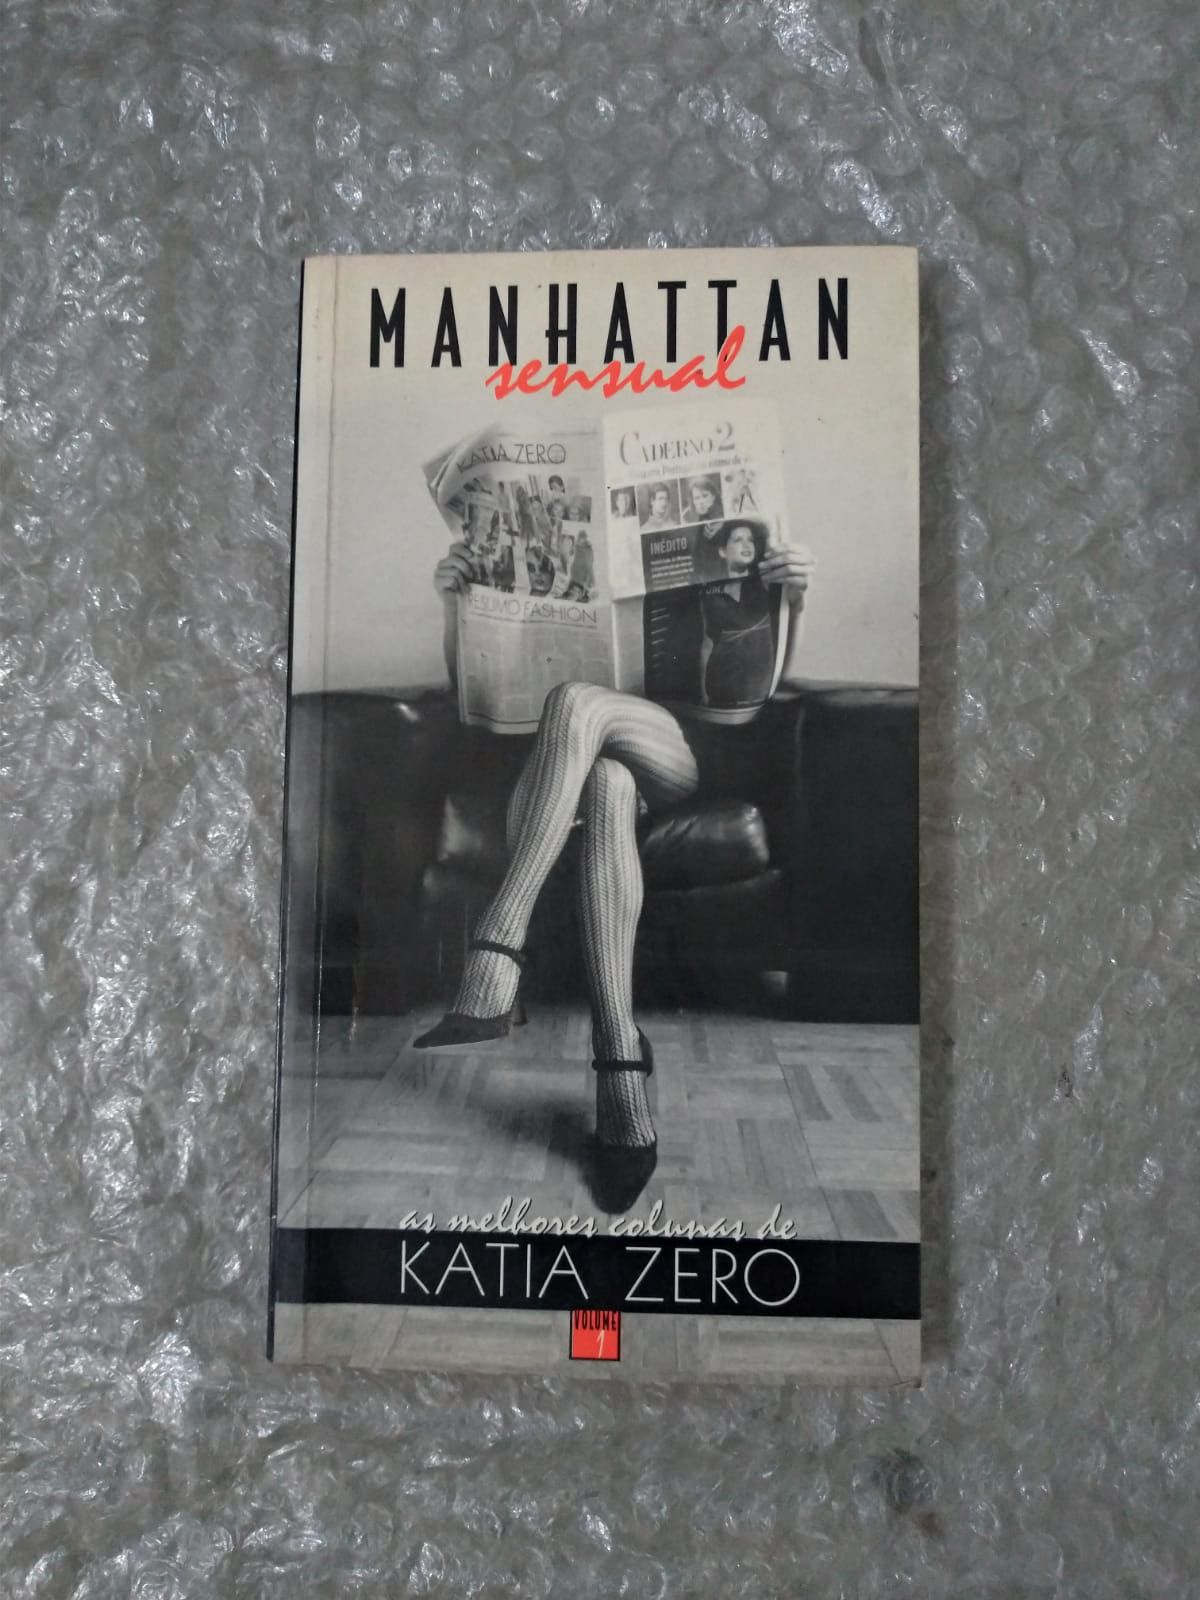 MANHATTAN
sensual
KATIA ZERO
RESUMO FASHION
CADERNO 2
INÉDITO
as melhores colunas de
KATIA ZERO
VOLUME
1